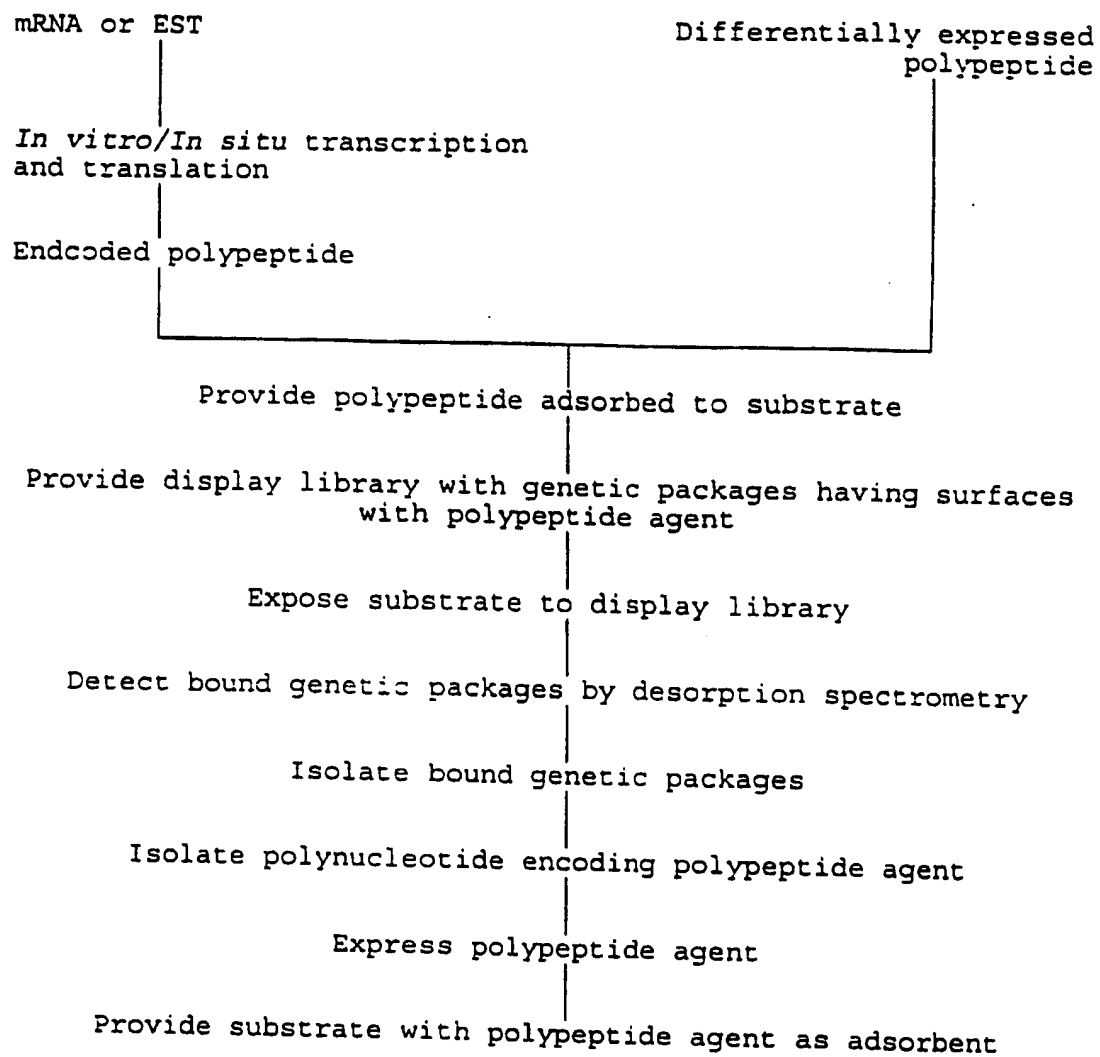 mRNA or EST
Differentially expressed
polypeptide
In vitro/In situ transcription
and translation
Endcoded polypeptide
Provide polypeptide adsorbed to substrate
Provide display library with genetic packages having surfaces
with polypeptide agent
Expose substrate to display library
Detect bound genetic packages by desorption spectrometry
Isolate bound genetic packages
Isolate polynucleotide encoding polypeptide agent
Express polypeptide agent
Provide substrate with polypeptide agent as adsorbent